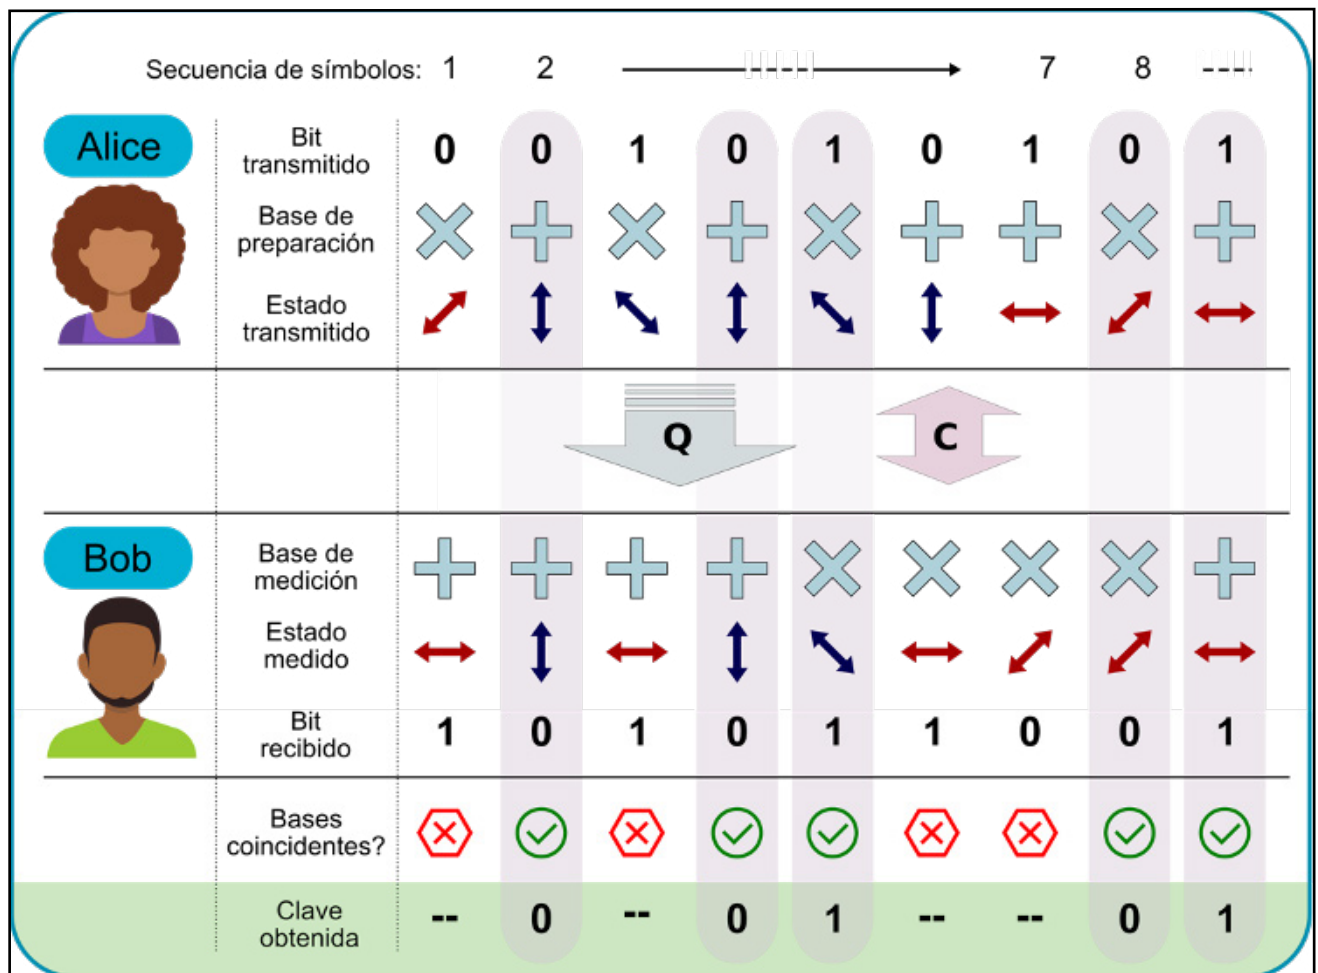 Secuencia de símbolos: 1 2 7 8 ----
Alice
Bit
transmitido
0 0 1 0 1 0 1 0 1
Base de
preparación
Estado
transmitido
Q C
Bob
Base de
medición
Estado
medido
Bit
recibido
1 0 1 0 1 1 0 0 1
Bases
coincidentes?
Clave
obtenida
-- 0 -- 0 1 -- -- 0 1